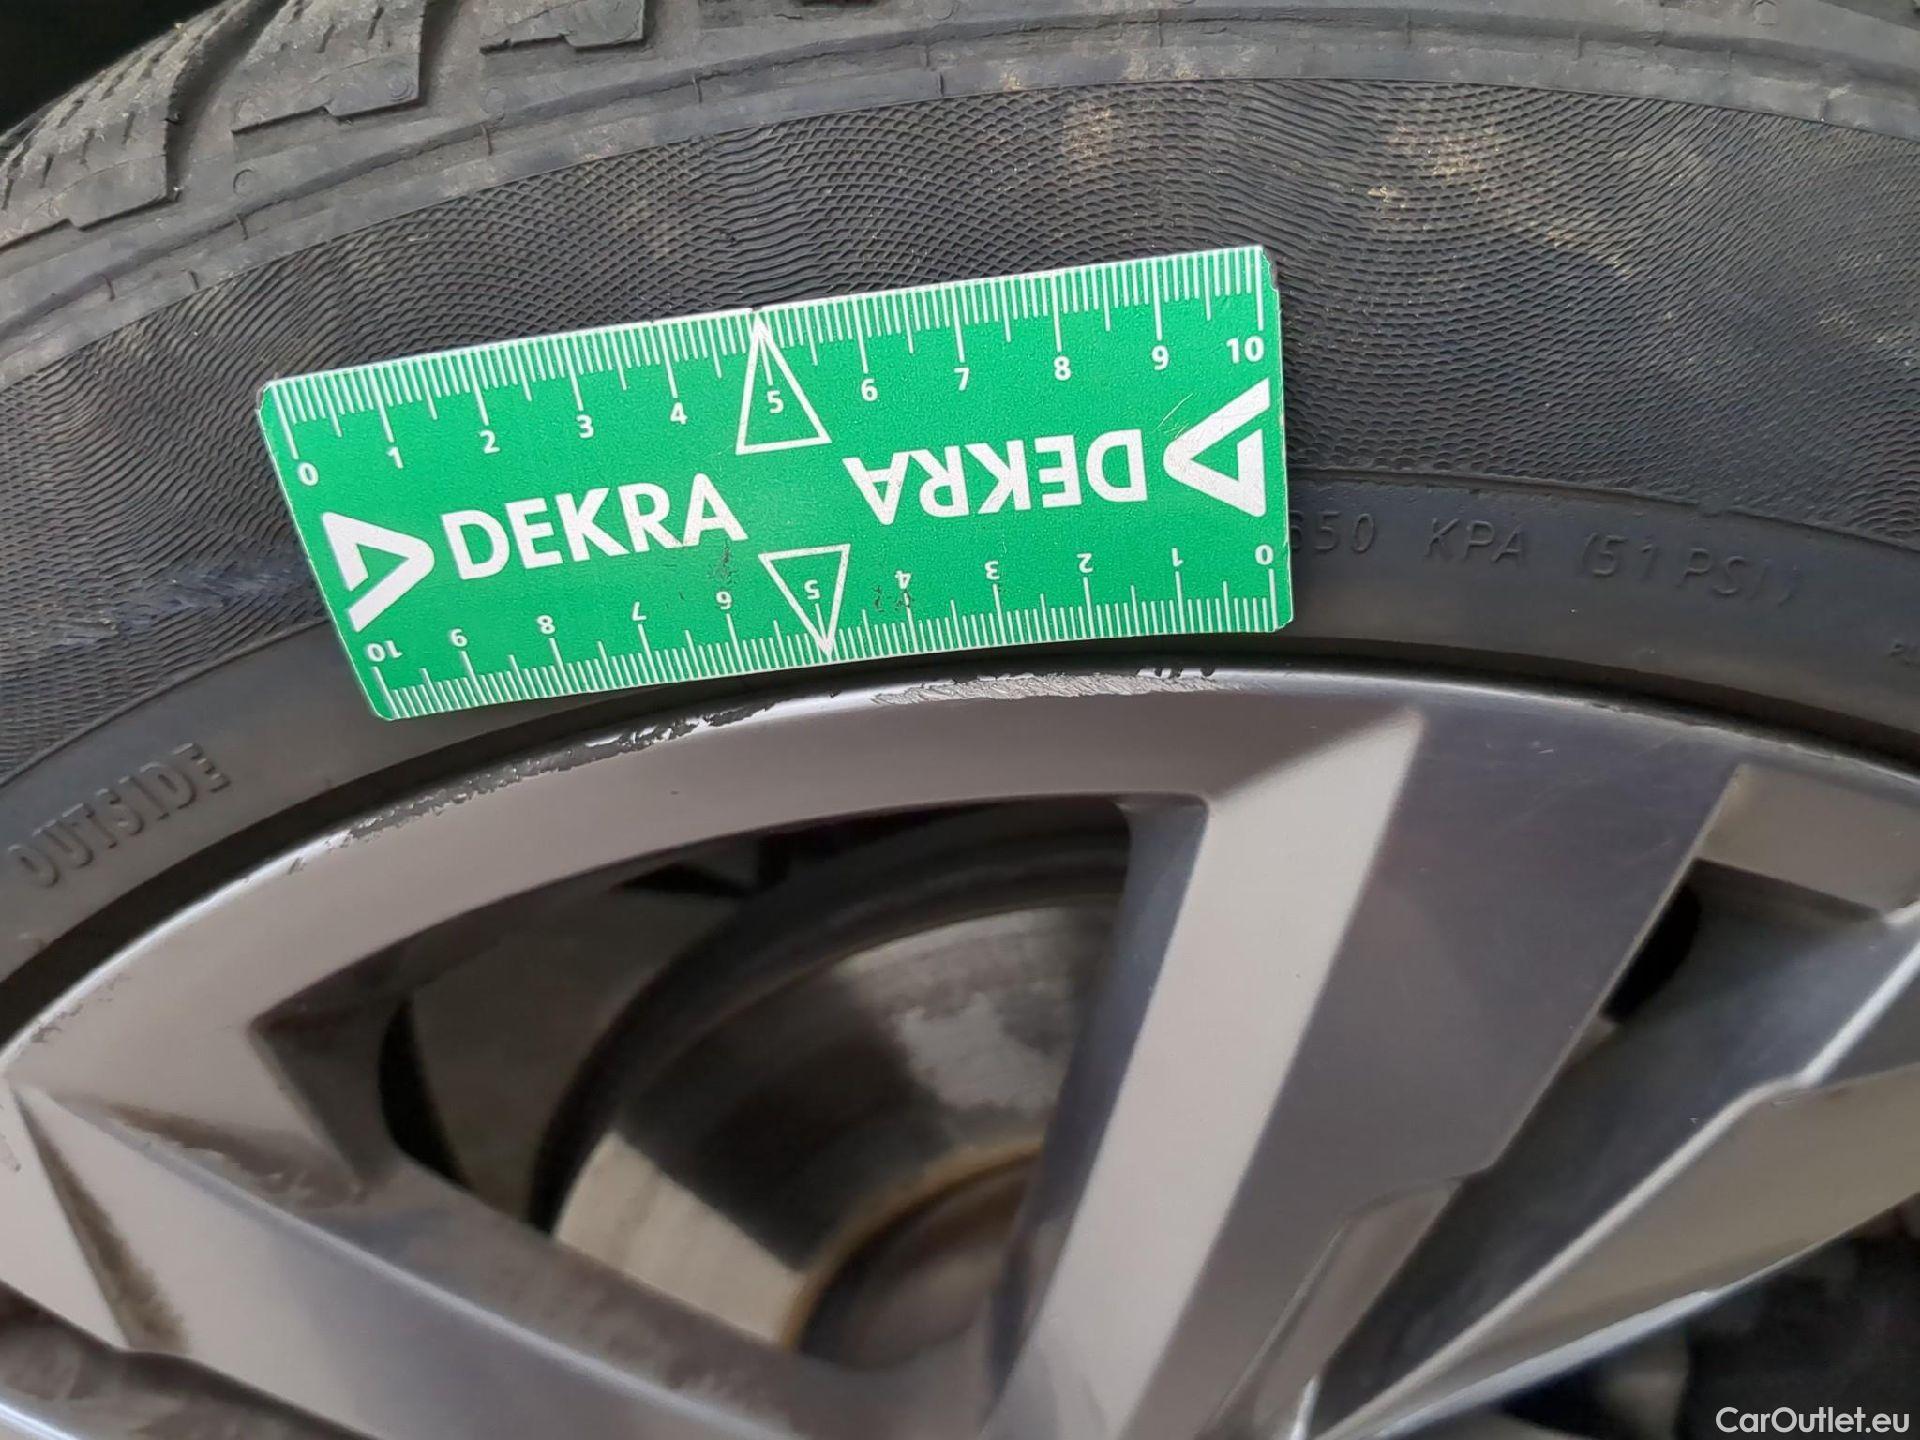 0 1 2 3 4 5 6 7 8 9 10
DEKRA
DEKRA
0 1 2 3 4 5 6 7 8 9 10
50 KPA (51 PSI)
OUTSIDE
CarOutlet.eu